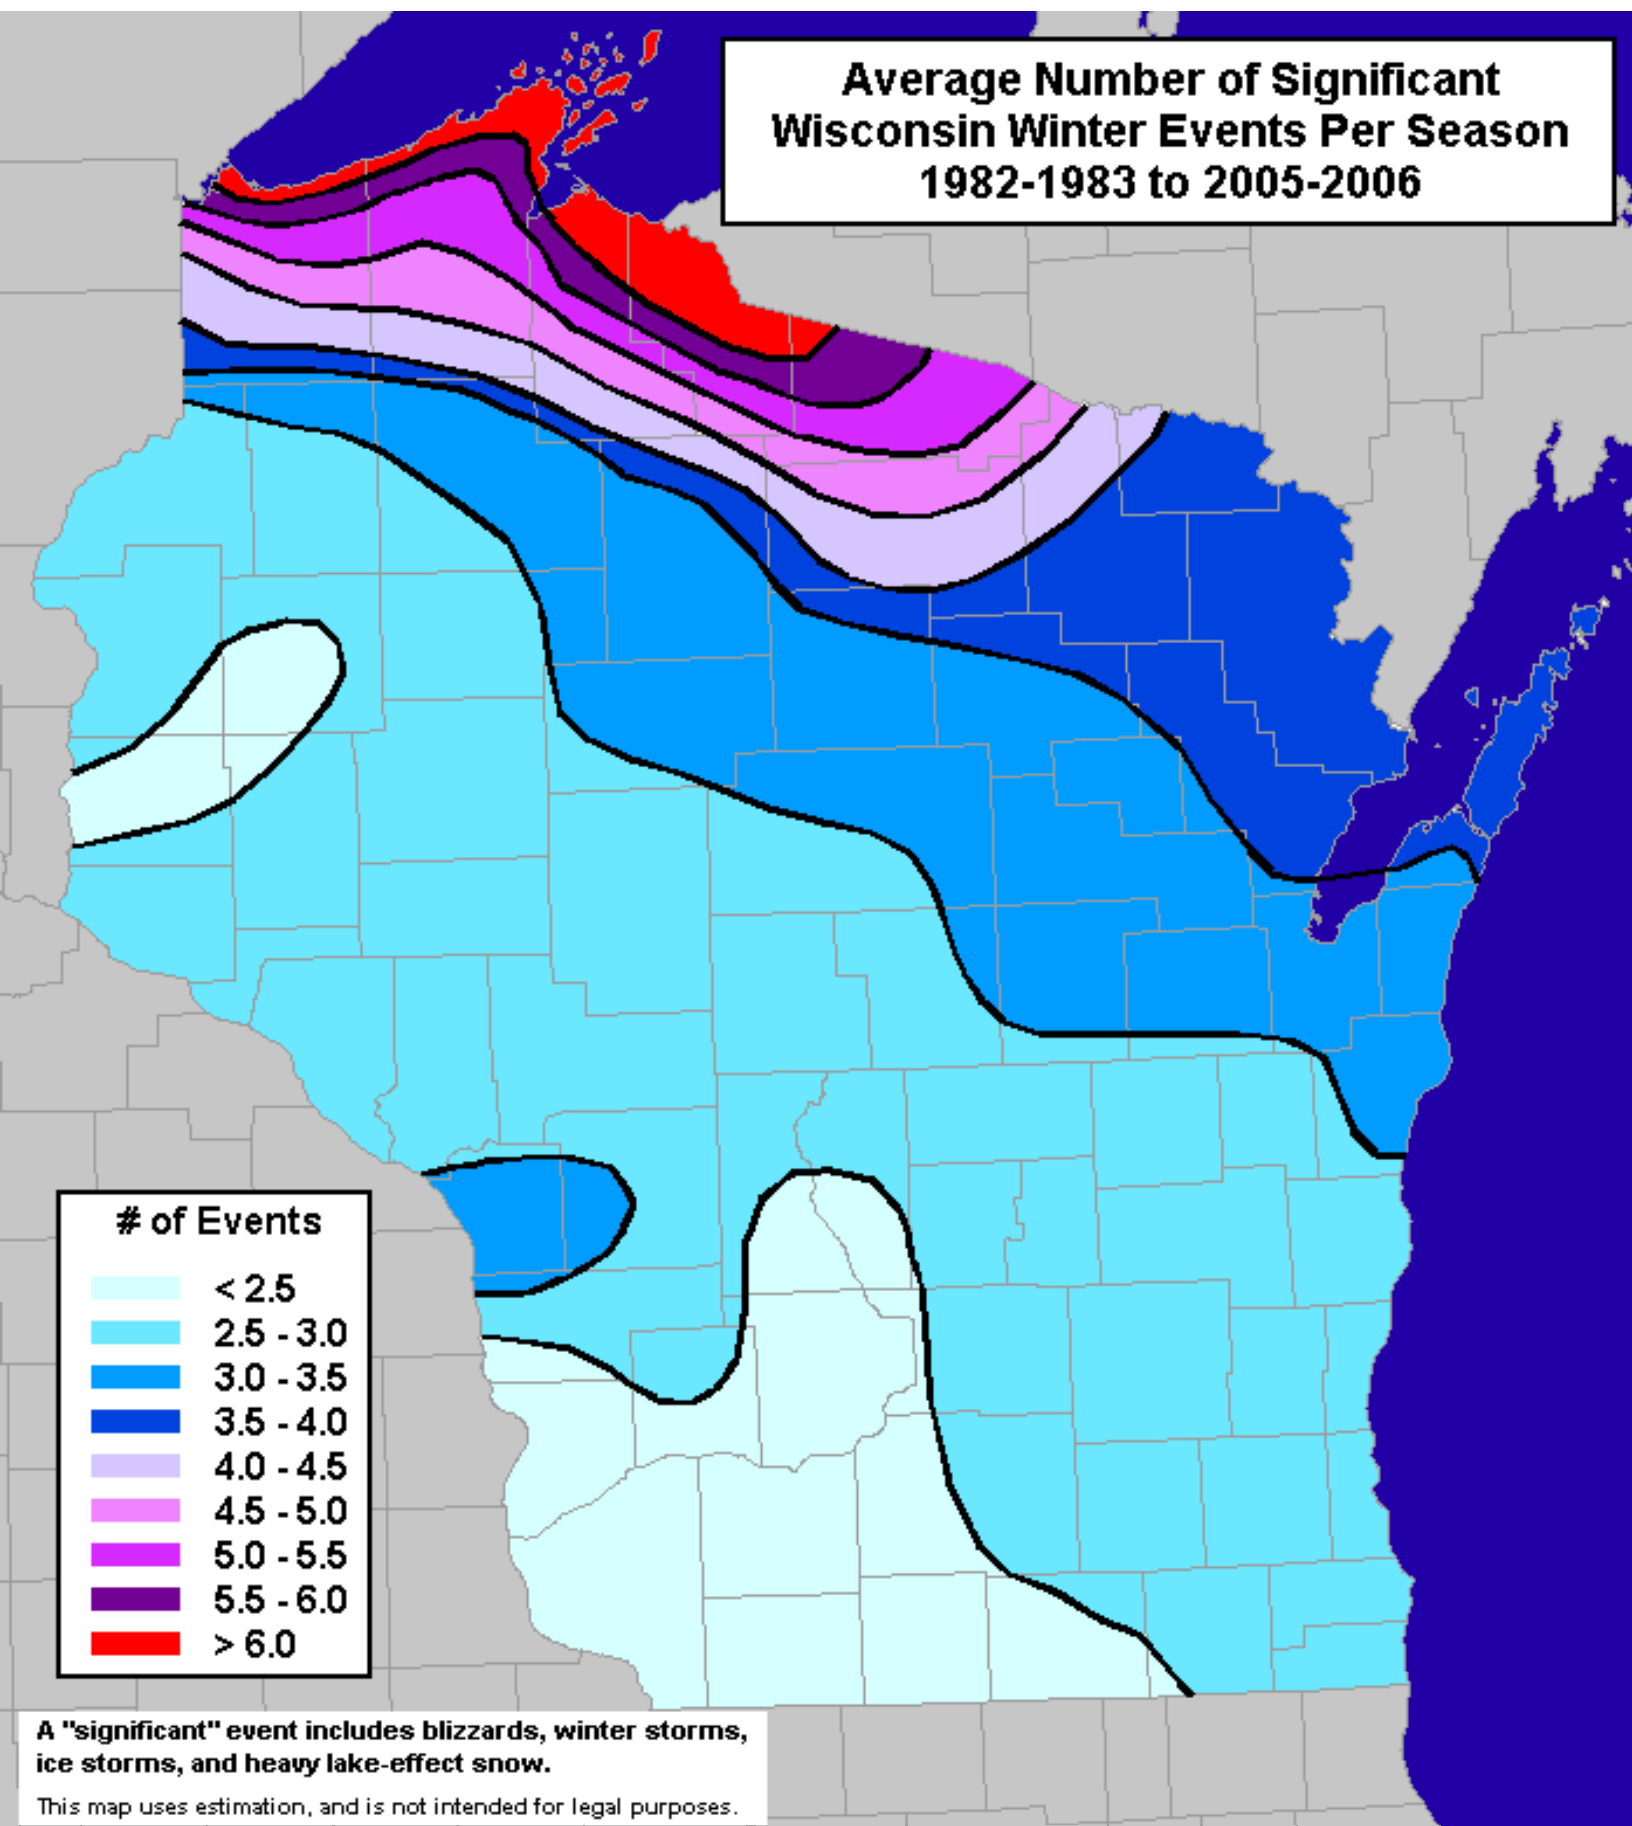 Average Number of Significant
Wisconsin Winter Events Per Season
1982-1983 to 2005-2006
# of Events
< 2.5
2.5 - 3.0
3.0 - 3.5
3.5 - 4.0
4.0 - 4.5
4.5 - 5.0
5.0 - 5.5
5.5 - 6.0
> 6.0
A "significant" event includes blizzards, winter storms,
ice storms, and heavy lake-effect snow.
This map uses estimation, and is not intended for legal purposes.